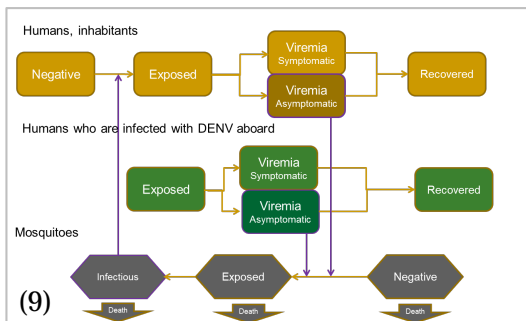 Humans, inhabitants
Negative
Exposed
Viremia
Symptomatic
Viremia
Asymptomatic
Recovered
Humans who are infected with DENV aboard
Exposed
Viremia
Symptomatic
Viremia
Asymptomatic
Recovered
Mosquitoes
Infectious
Exposed
Negative
Death
Death
Death
(9)